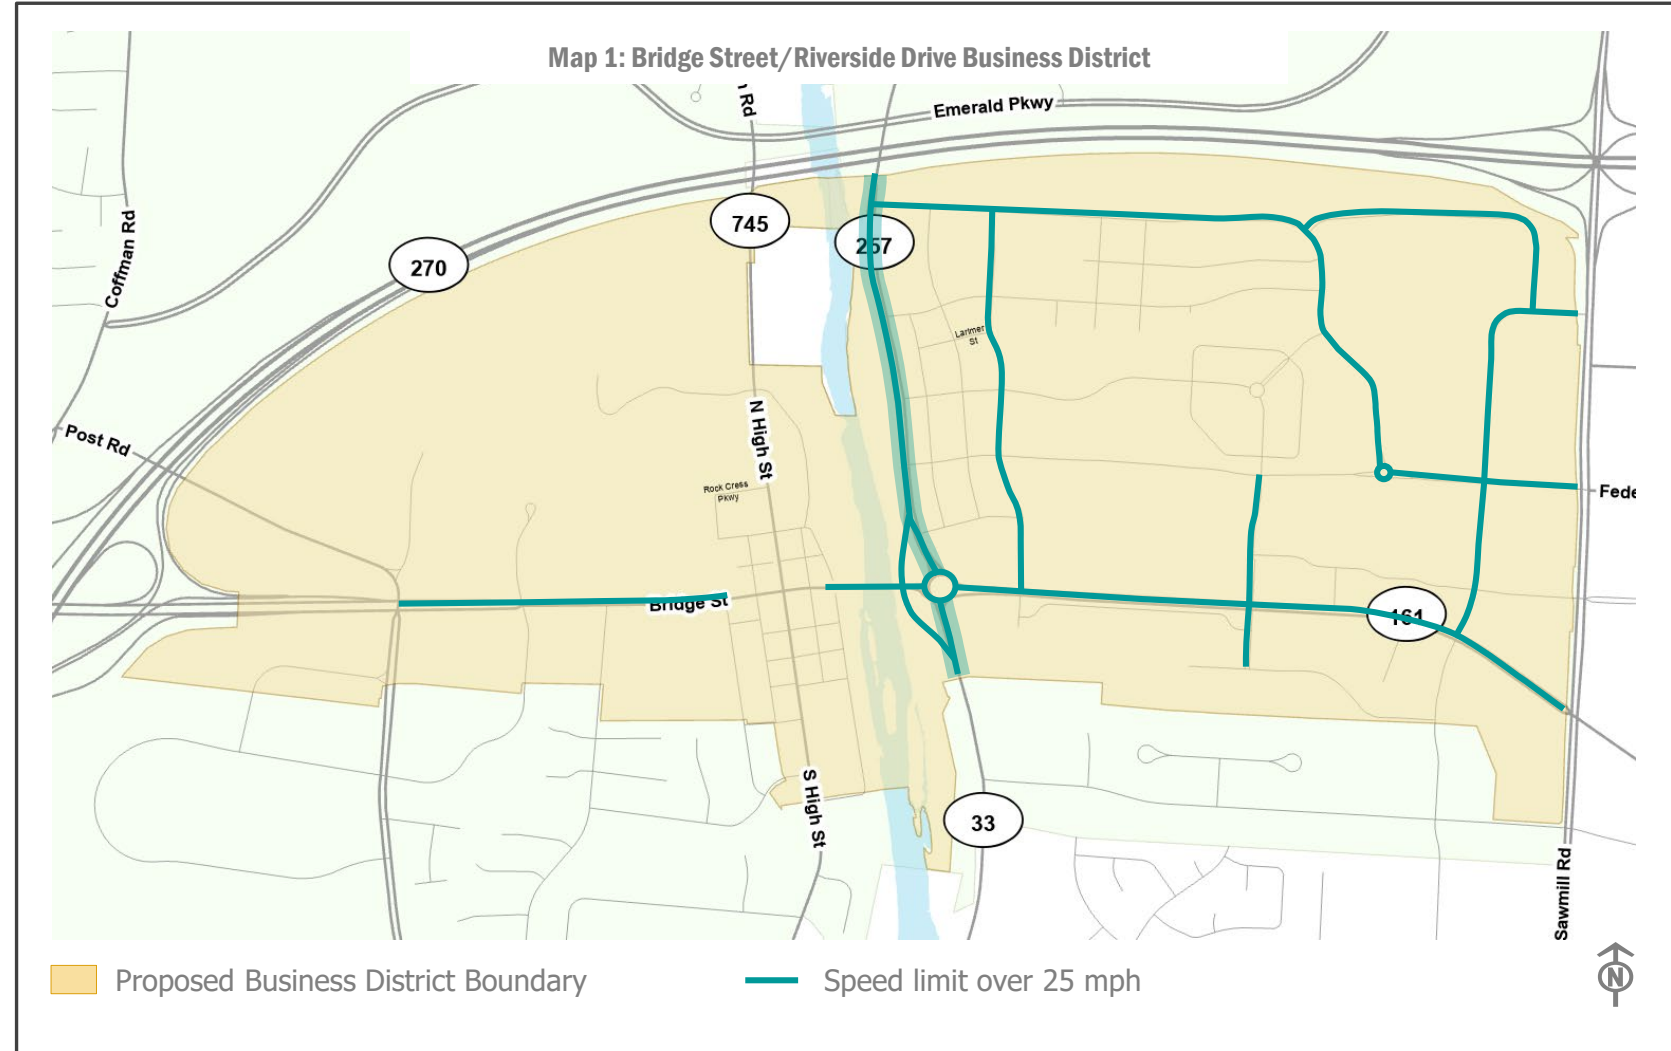 Map 1: Bridge Street/Riverside Drive Business District
Rd
Emerald Pkwy
Coffman Rd
745
257
270
Larimer
St
Post Rd
N High St
Rock Cress
Pkwy
Fede
Bridge St
161
S High St
33
Sawmill Rd
Proposed Business District Boundary
Speed limit over 25 mph
N